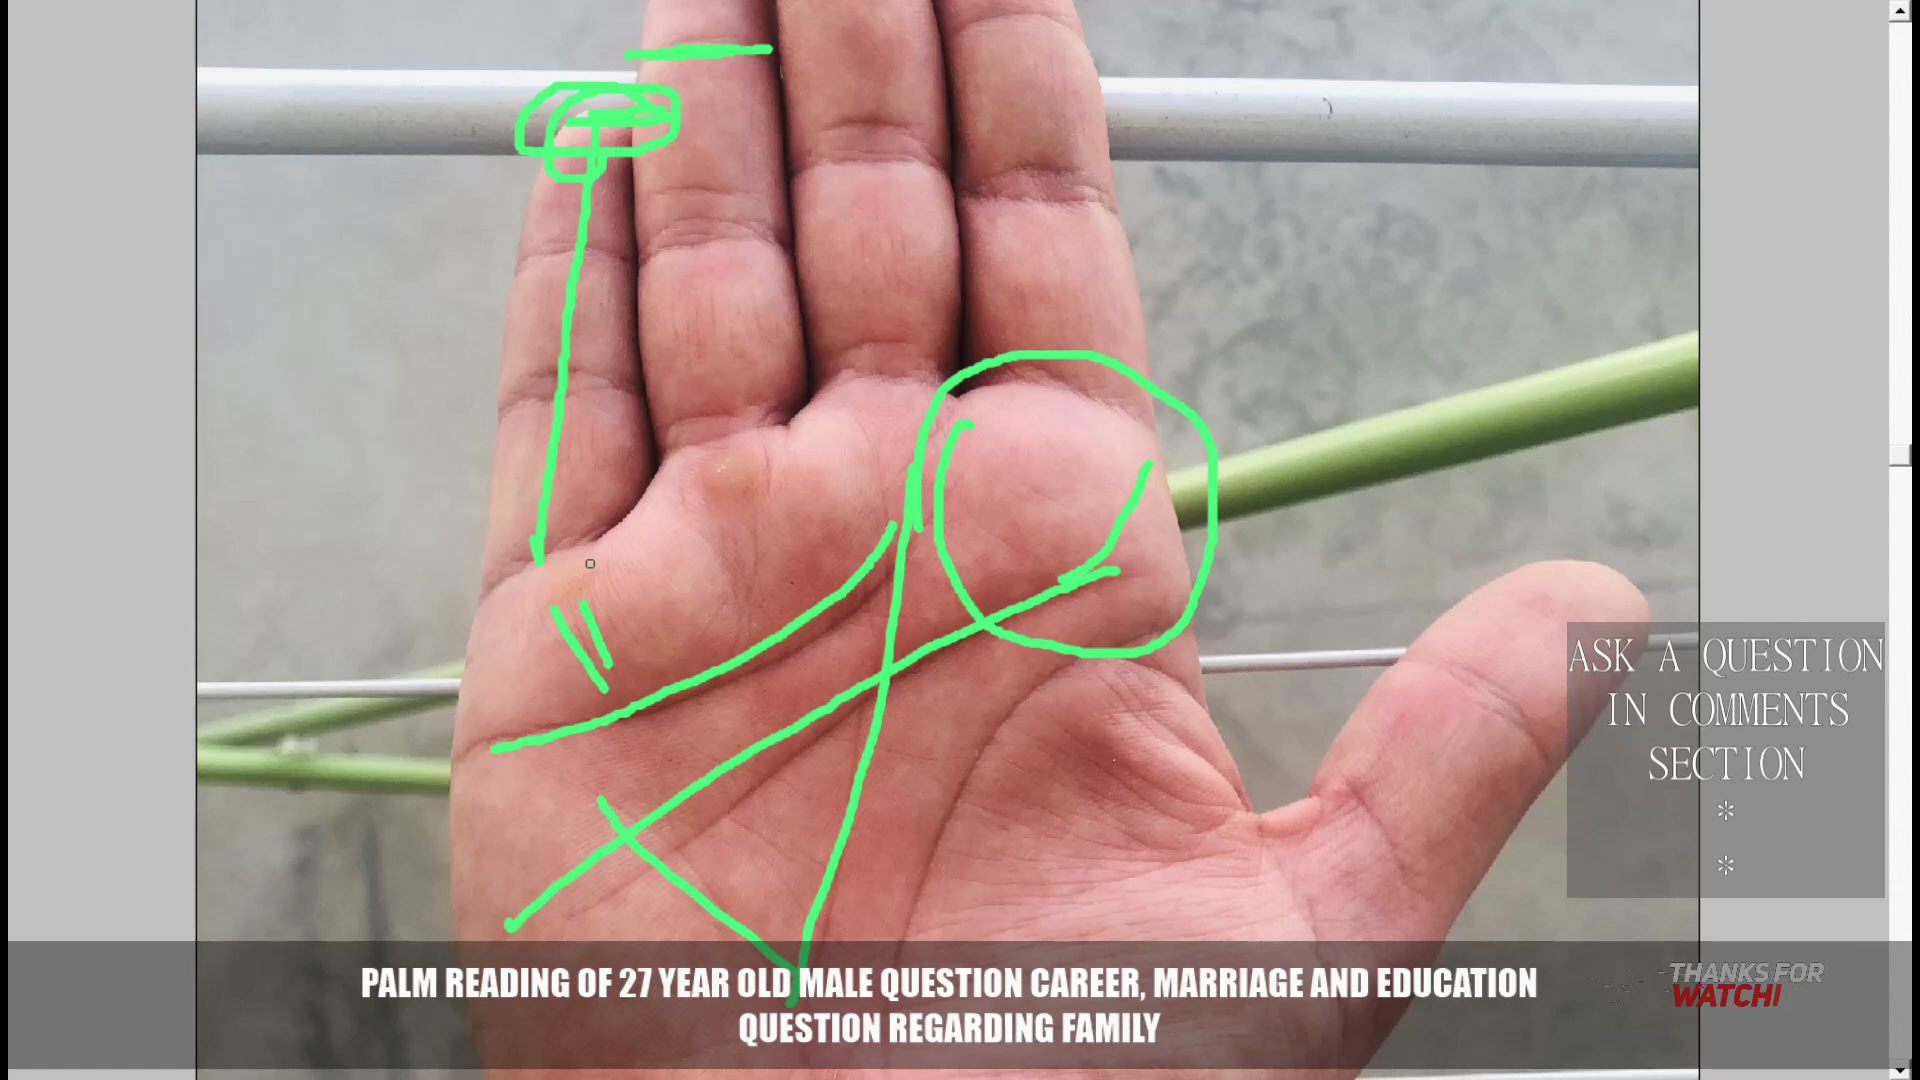 ASK A QUESTION
IN COMMENTS
SECTION
*
*
PALM READING OF 27 YEAR OLD MALE QUESTION CAREER, MARRIAGE AND EDUCATION
QUESTION REGARDING FAMILY
THANKS FOR
WATCHI